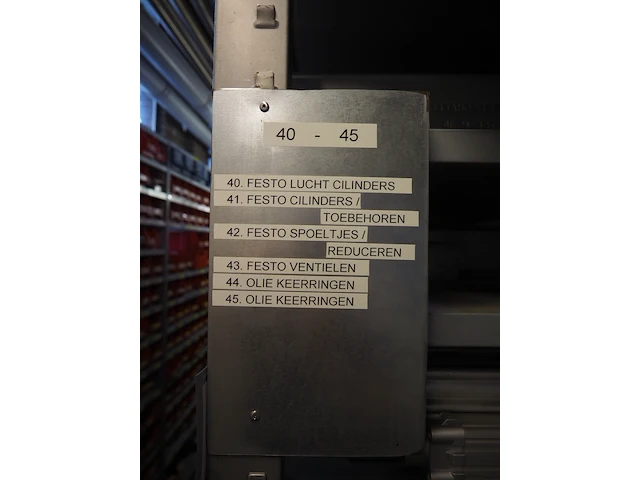 40 - 45
40. FESTO LUCHT CILINDERS
41. FESTO CILINDERS /
TOEBEHOREN
42. FESTO SPOELTJES /
REDUCEREN
43. FESTO VENTIELEN
44. OLIE KEERRINGEN
45. OLIE KEERRINGEN